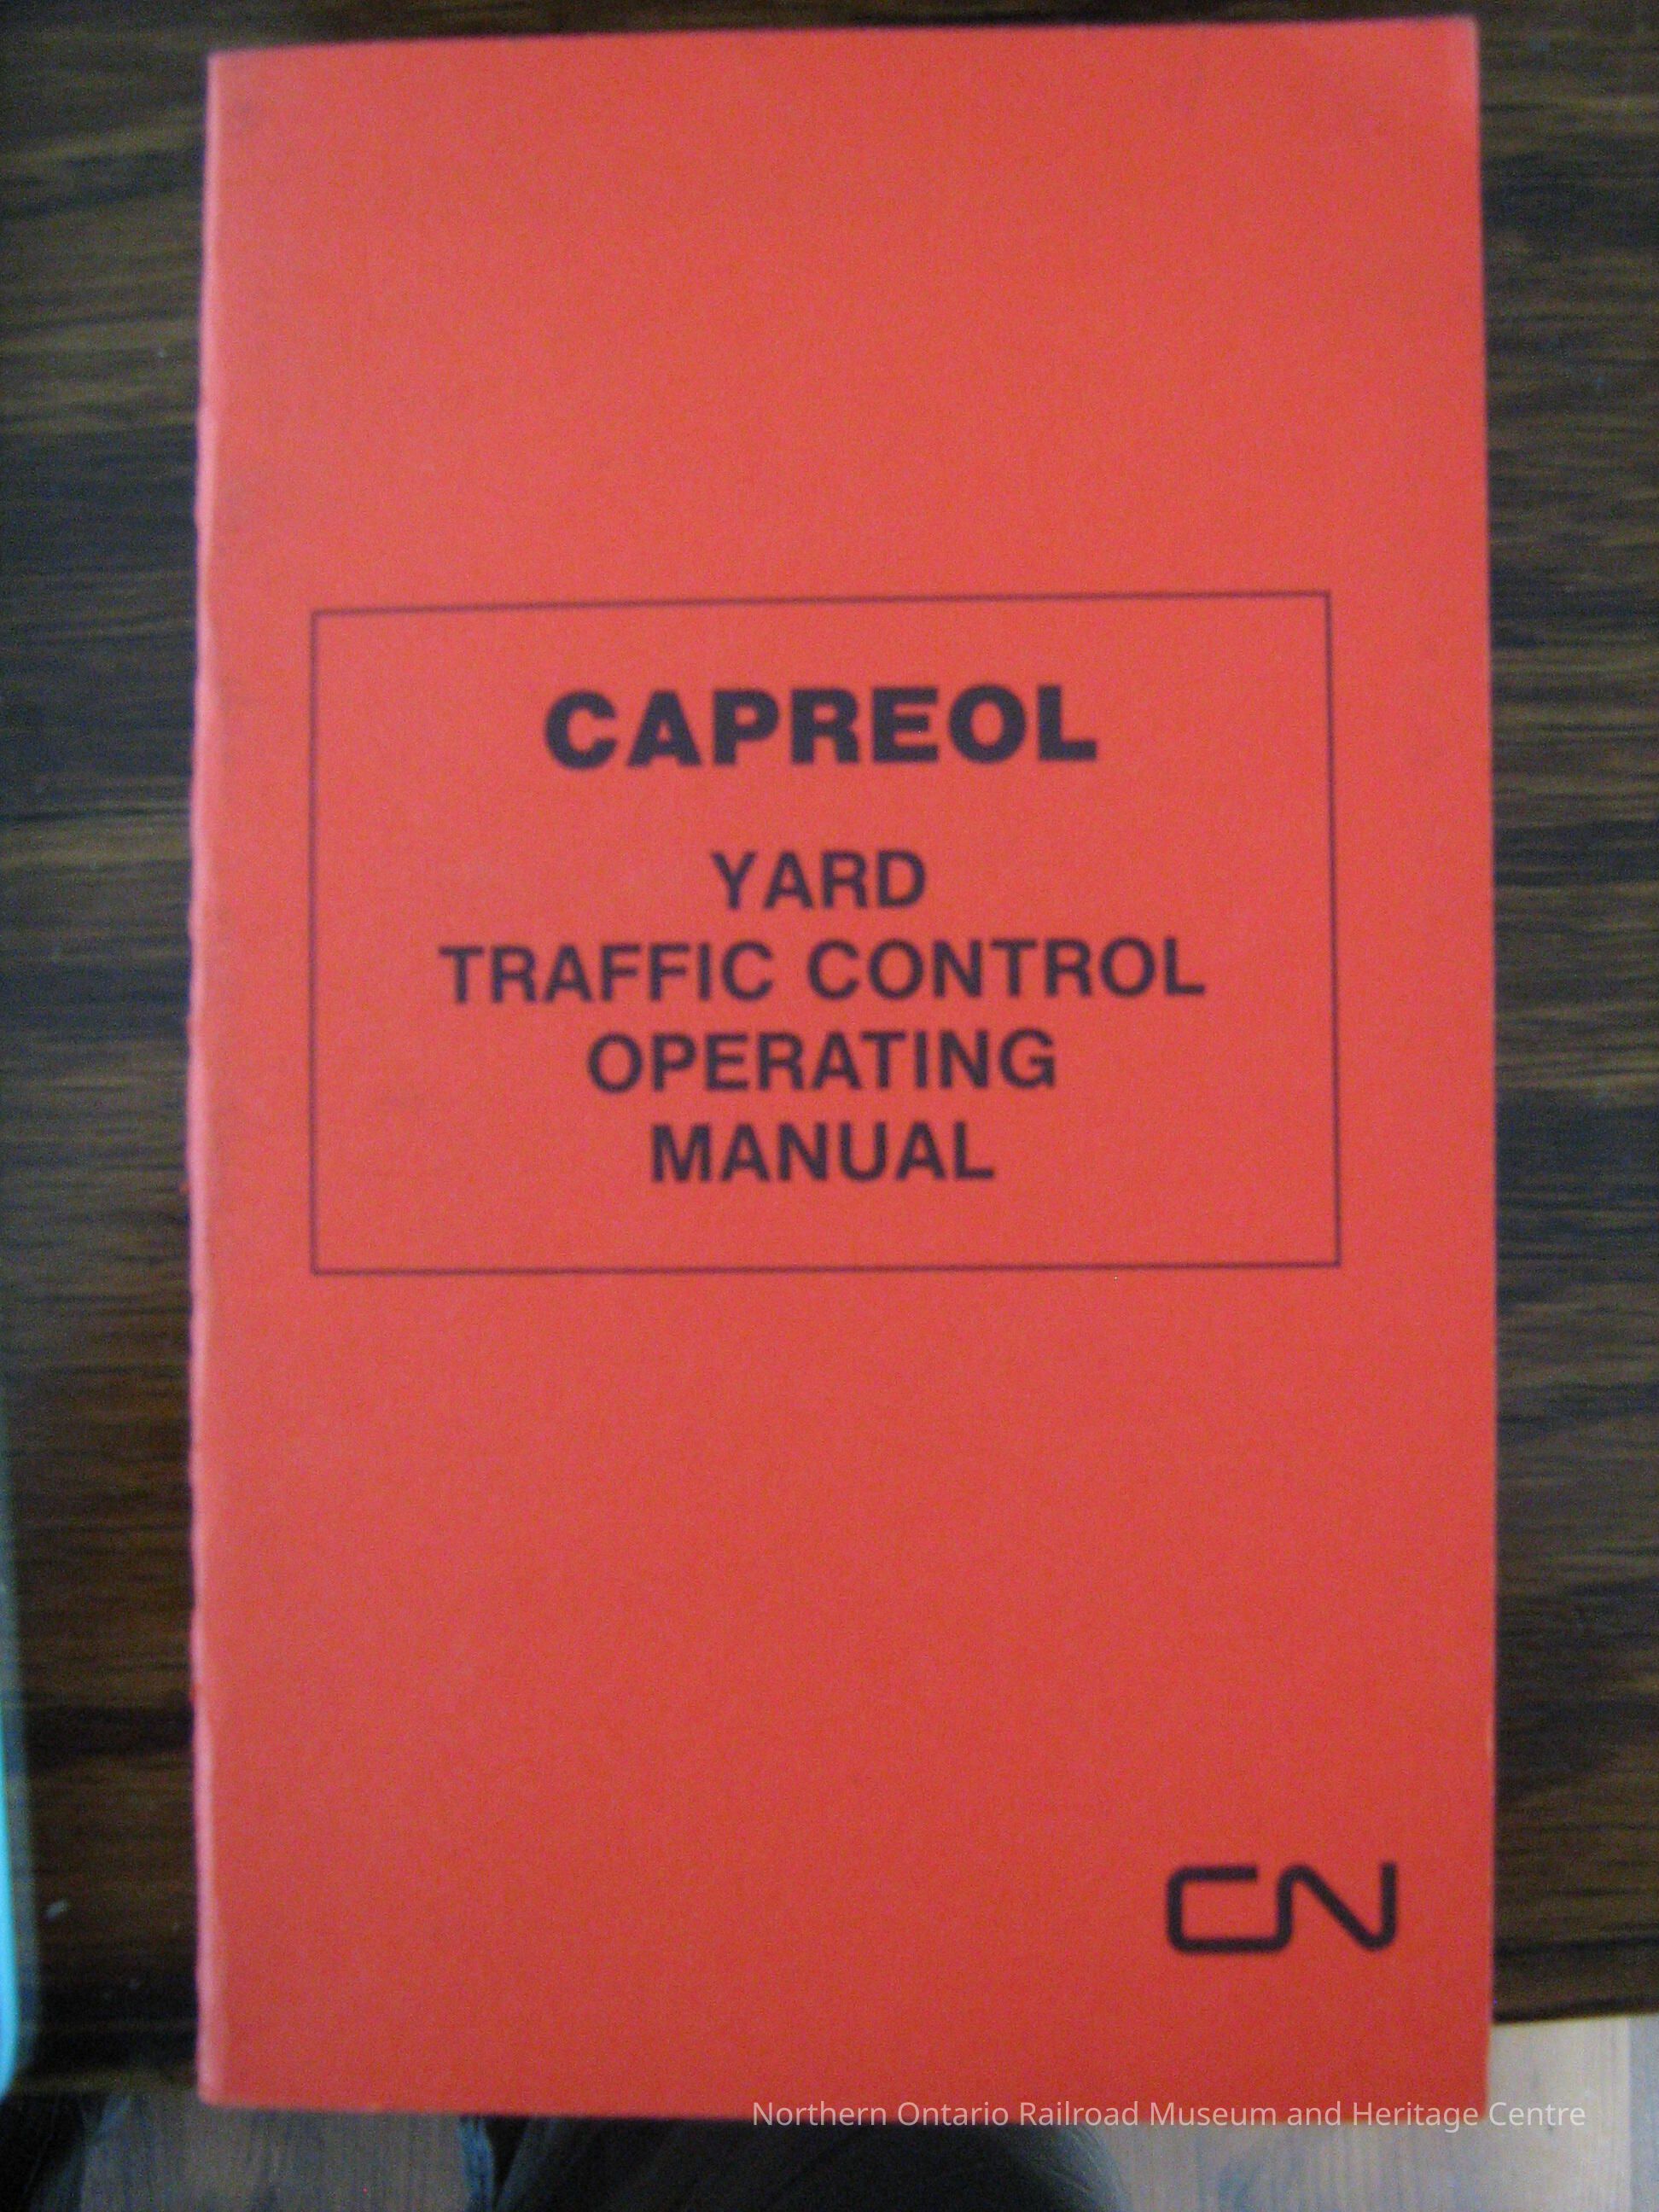 CAPREOL
YARD
TRAFFIC CONTROL
OPERATING
MANUAL
CN
Northern Ontario Railroad Museum and Heritage Centre